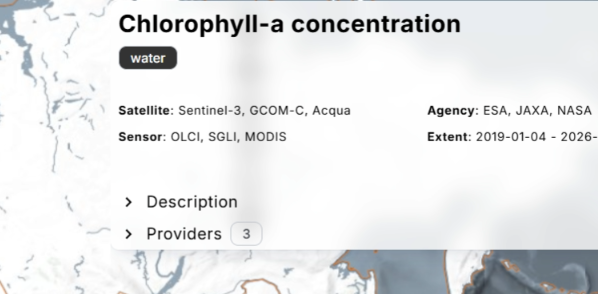 Chlorophyll-a concentration
water
Satellite: Sentinel-3, GCOM-C, Acqua
Agency: ESA, JAXA, NASA
Sensor: OLCI, SGLI, MODIS
Extent: 2019-01-04 - 2026-
Description
Providers 3